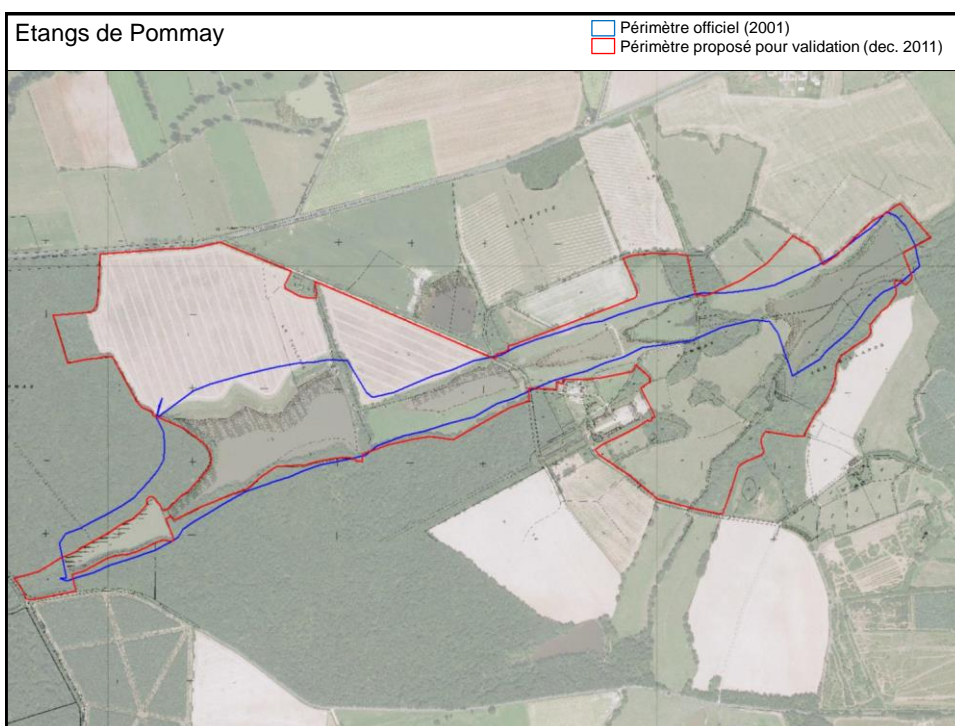 Etangs de Pommay
Périmètre officiel (2001)
Périmètre proposé pour validation (dec. 2011)